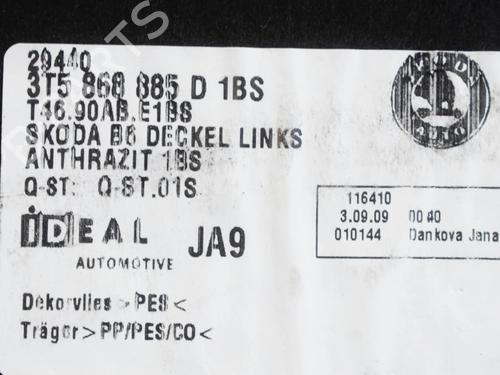 29440
3T5 868 885 D 1BS
T46.90AB.E1BS
SKODA B6 DECKEL LINKS
ANTHRAZIT 1BS
Q-ST: Q-ST.01S
iDEAL
AUTOMOTIVE
JA9
116410
3.09.09 00:40
010144 Dankova Jana
Dekorvlies >PES<
Träger>PP/PES/CO<